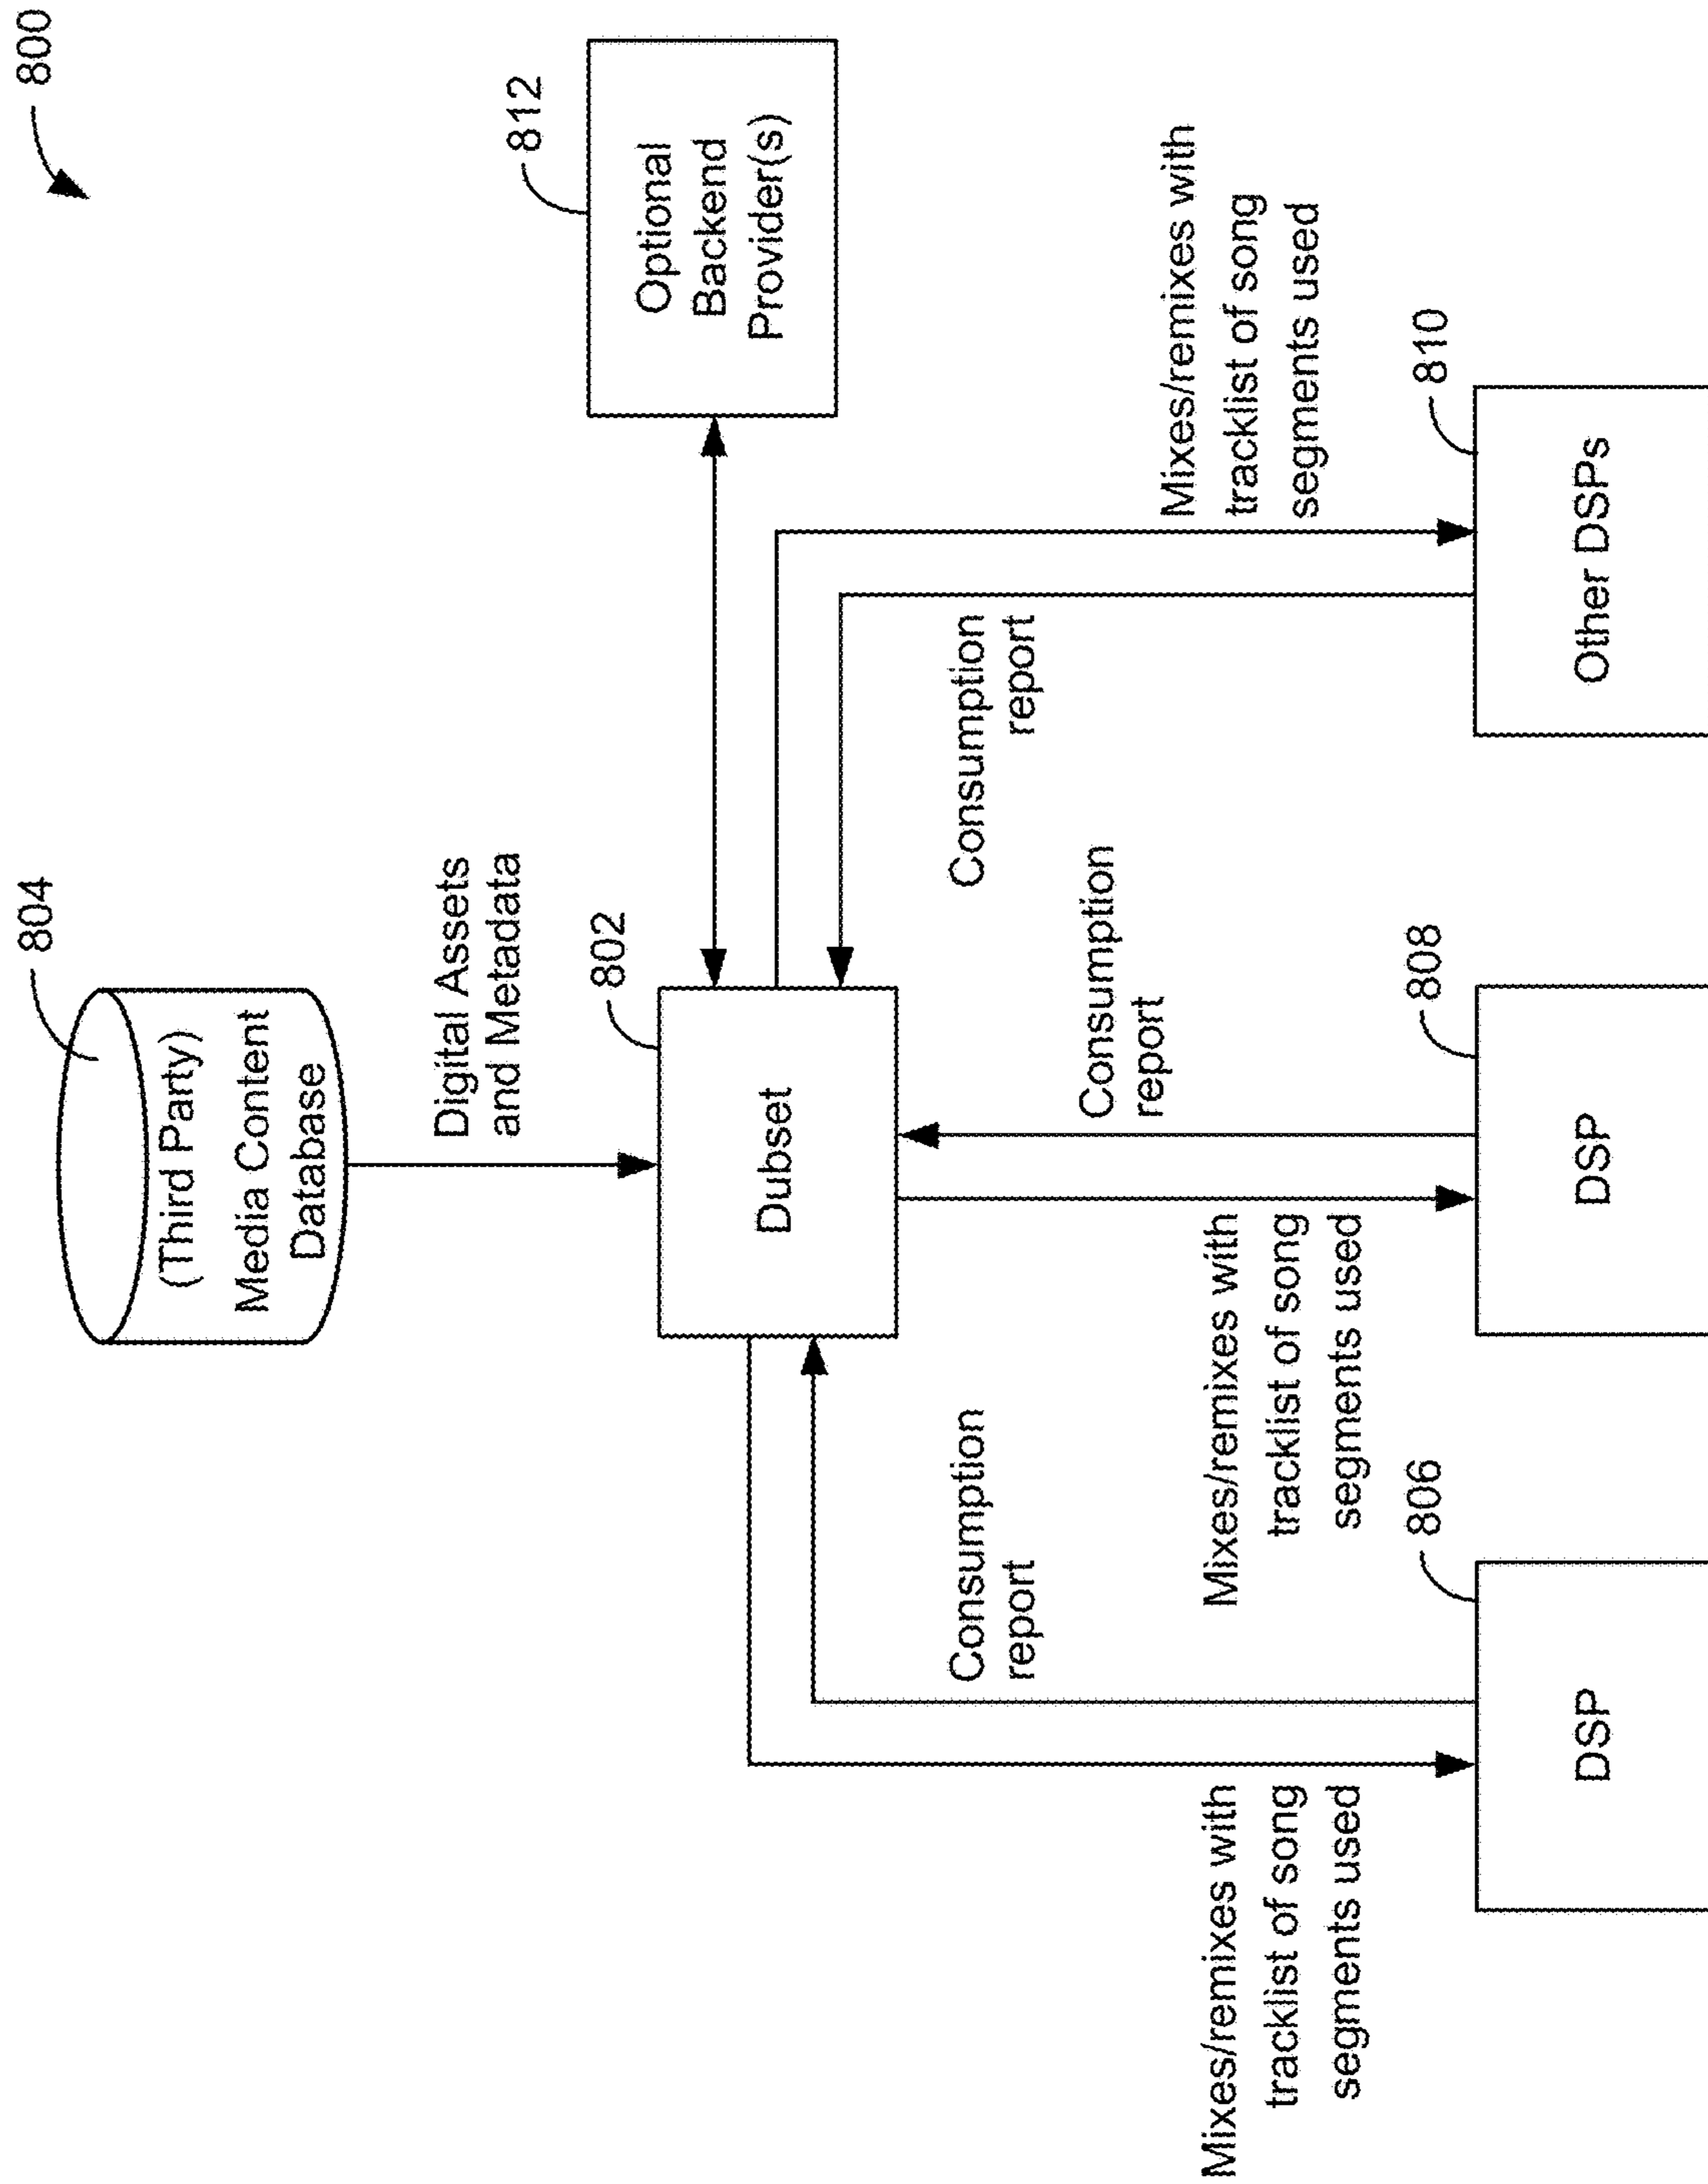 800
804
(Third Party)
Media Content
Database
Digital Assets
and Metadata
802
Dubset
812
Optional
Backend
Provider(s)
Consumption
report
Consumption
report
Consumption
report
Mixes/remixes with
tracklist of song
segments used
Mixes/remixes with
tracklist of song
segments used
Mixes/remixes with
tracklist of song
segments used
806
DSP
808
DSP
810
Other DSPs